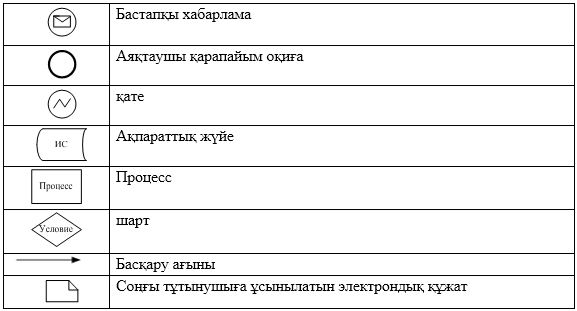 Бастапқы хабарлама
Аяқтаушы қарапайым оқиға
қате
ИС
Ақпараттық жүйе
Процесс
Процесс
Условие
шарт
Басқару ағыны
Соңғы тұтынушыға ұсынылатын электрондық құжат